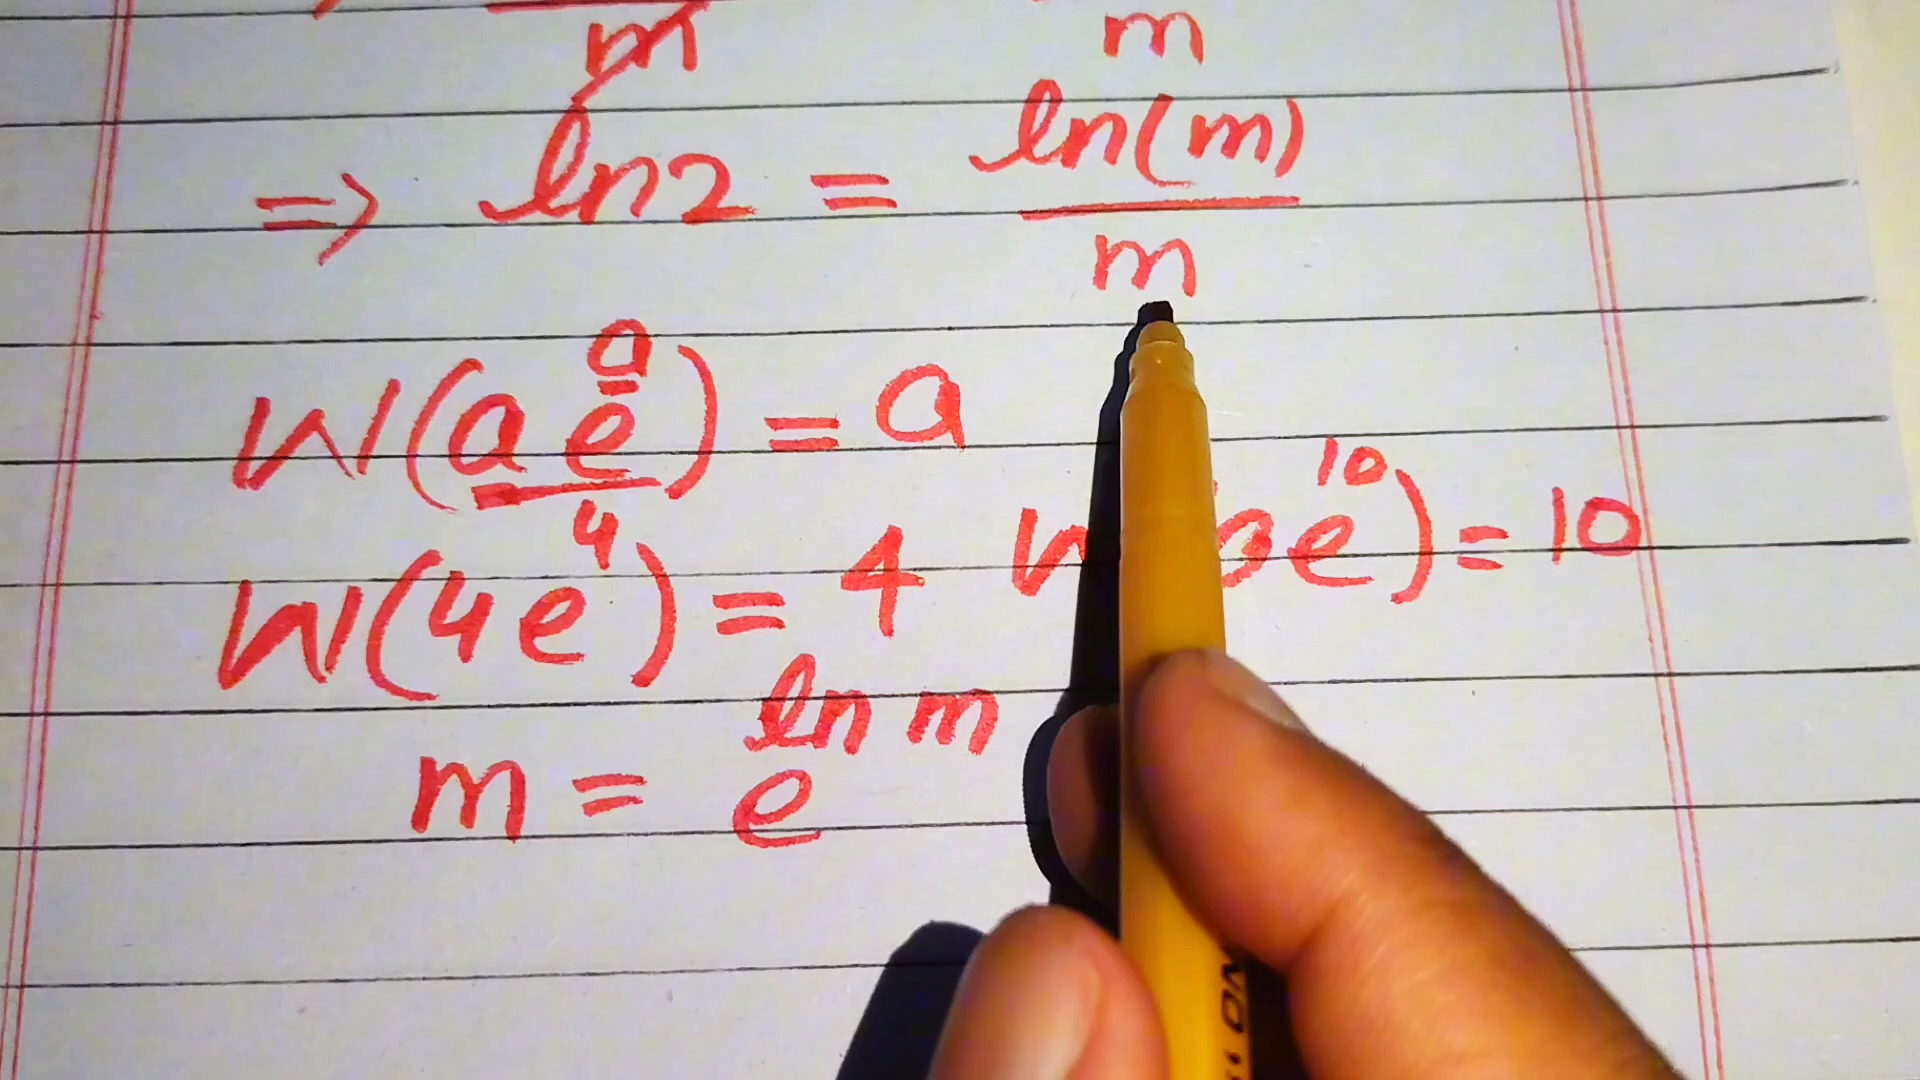 m m
=> ln2 = ln(m)
m
W(ae^a) = a
W(4e^4) = 4 e^10) = 10
m = e^ln m